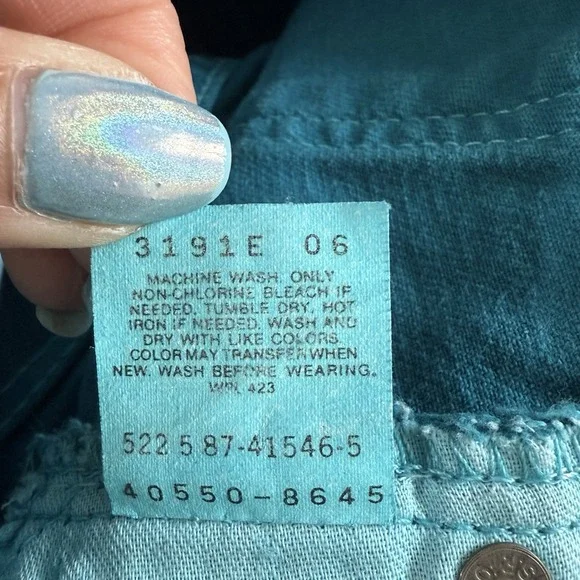 3191E 06
MACHINE WASH ONLY
NON-CHLORINE BLEACH IF
NEEDED. TUMBLE DRY. HOT
IRON IF NEEDED. WASH AND
DRY WITH LIKE COLORS.
COLOR MAY TRANSFER WHEN
NEW. WASH BEFORE WEARING.
WPL 423
522 5 87-41546-5
40550-8645